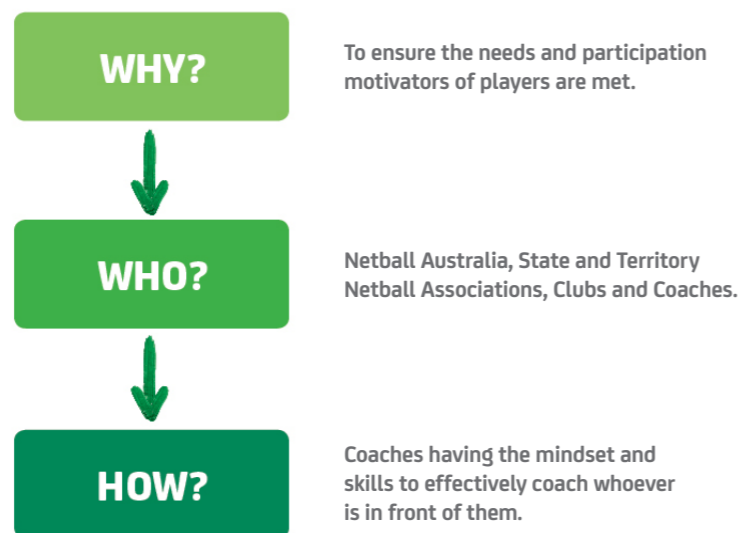 WHY?
To ensure the needs and participation
motivators of players are met.
WHO?
Netball Australia, State and Territory
Netball Associations, Clubs and Coaches.
HOW?
Coaches having the mindset and
skills to effectively coach whoever
is in front of them.